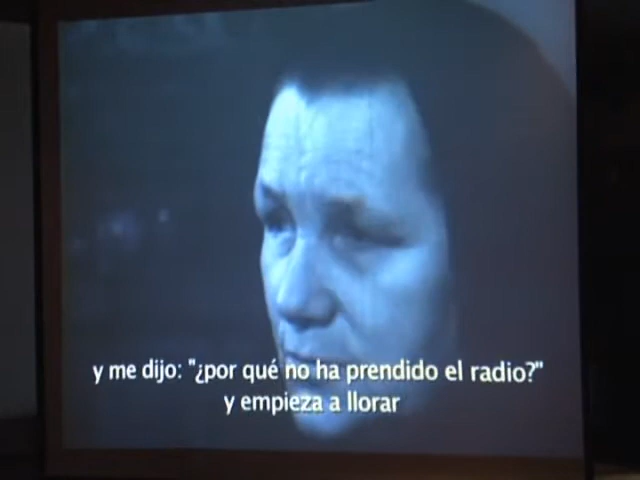 y me dijo: "¿por qué no ha prendido el radio?"
y empieza a llorar